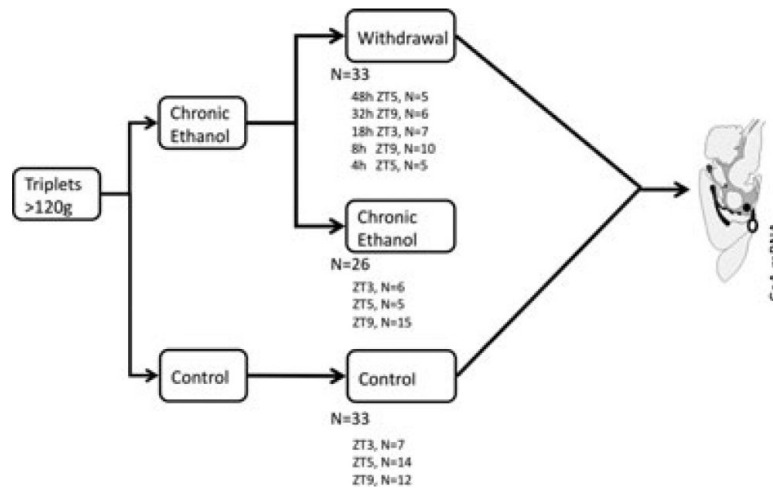 Withdrawal
N=33
48h ZT5, N=5
32h ZT9, N=6
18h ZT3, N=7
8h ZT9, N=10
4h ZT5, N=5
Chronic
Ethanol
Triplets
>120g
Chronic
Ethanol
N=26
ZT3, N=6
ZT5, N=5
ZT9, N=15
Control
Control
N=33
ZT3, N=7
ZT5, N=14
ZT9, N=12